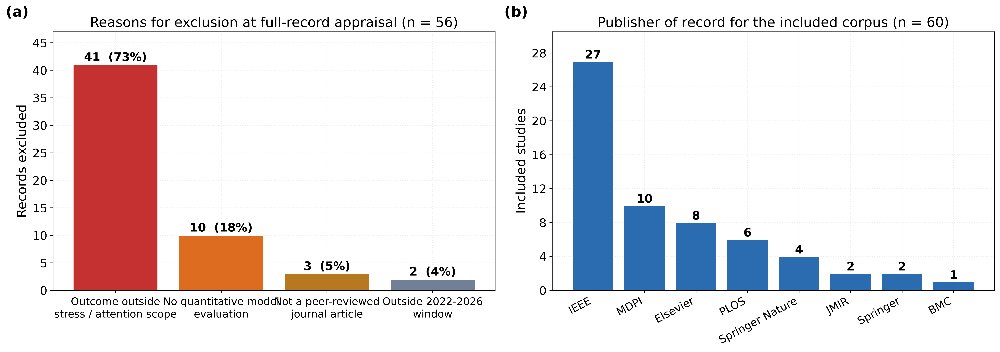 (a)
Reasons for exclusion at full-record appraisal (n = 56)
Records excluded
45
40
35
30
25
20
15
10
5
0
41 (73%)
10 (18%)
3 (5%)
2 (4%)
Outcome outside
stress / attention scope
No quantitative model
evaluation
Not a peer-reviewed
journal article
Outside 2022-2026
window
(b)
Publisher of record for the included corpus (n = 60)
Included studies
28
24
20
16
12
8
4
0
27
10
8
6
4
2
2
1
IEEE
MDPI
Elsevier
PLOS
Springer Nature
JMIR
Springer
BMC